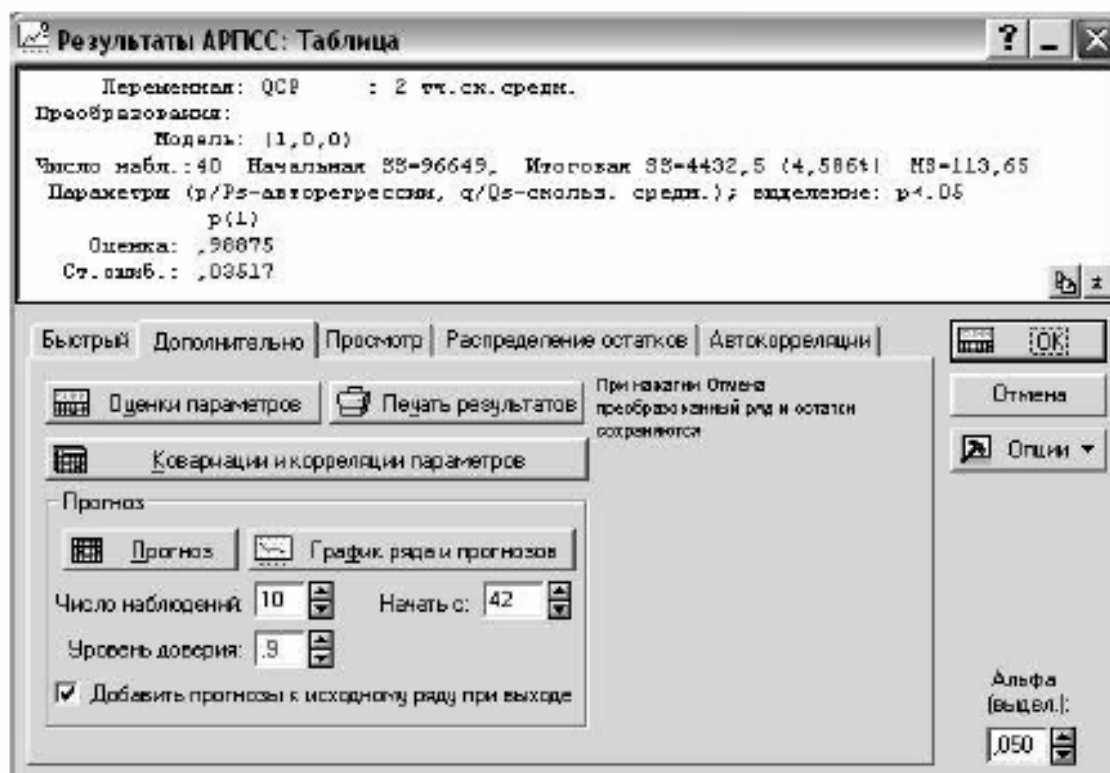 Результаты АРПСС: Таблица
Переменная: QCP : 2 тч.ск.средн.
Преобразования:
Модель: (1,0,0)
Число набл.:40 Начальная SS=96649, Итоговая SS=4432,5 (4,586%) MS=113,65
Параметры (p/Ps-авторегрессии, q/Qs-скольз. средн.); выделение: p<.05
p(1)
Оценка: ,98875
Ст.ошиб.: ,03517
Быстрый Дополнительно Просмотр Распределение остатков Автокорреляции
OK
Оценки параметров Печать результатов
При нажатии Отмена
преобразованный ряд и остатки
сохраняются
Отмена
Ковариации и корреляции параметров
Опции
Прогноз
Прогноз График ряда и прогнозов
Число наблюдений: 10 Начать с: 42
Уровень доверия: .9
Добавить прогнозы к исходному ряду при выходе
Альфа
(выдел.):
,050